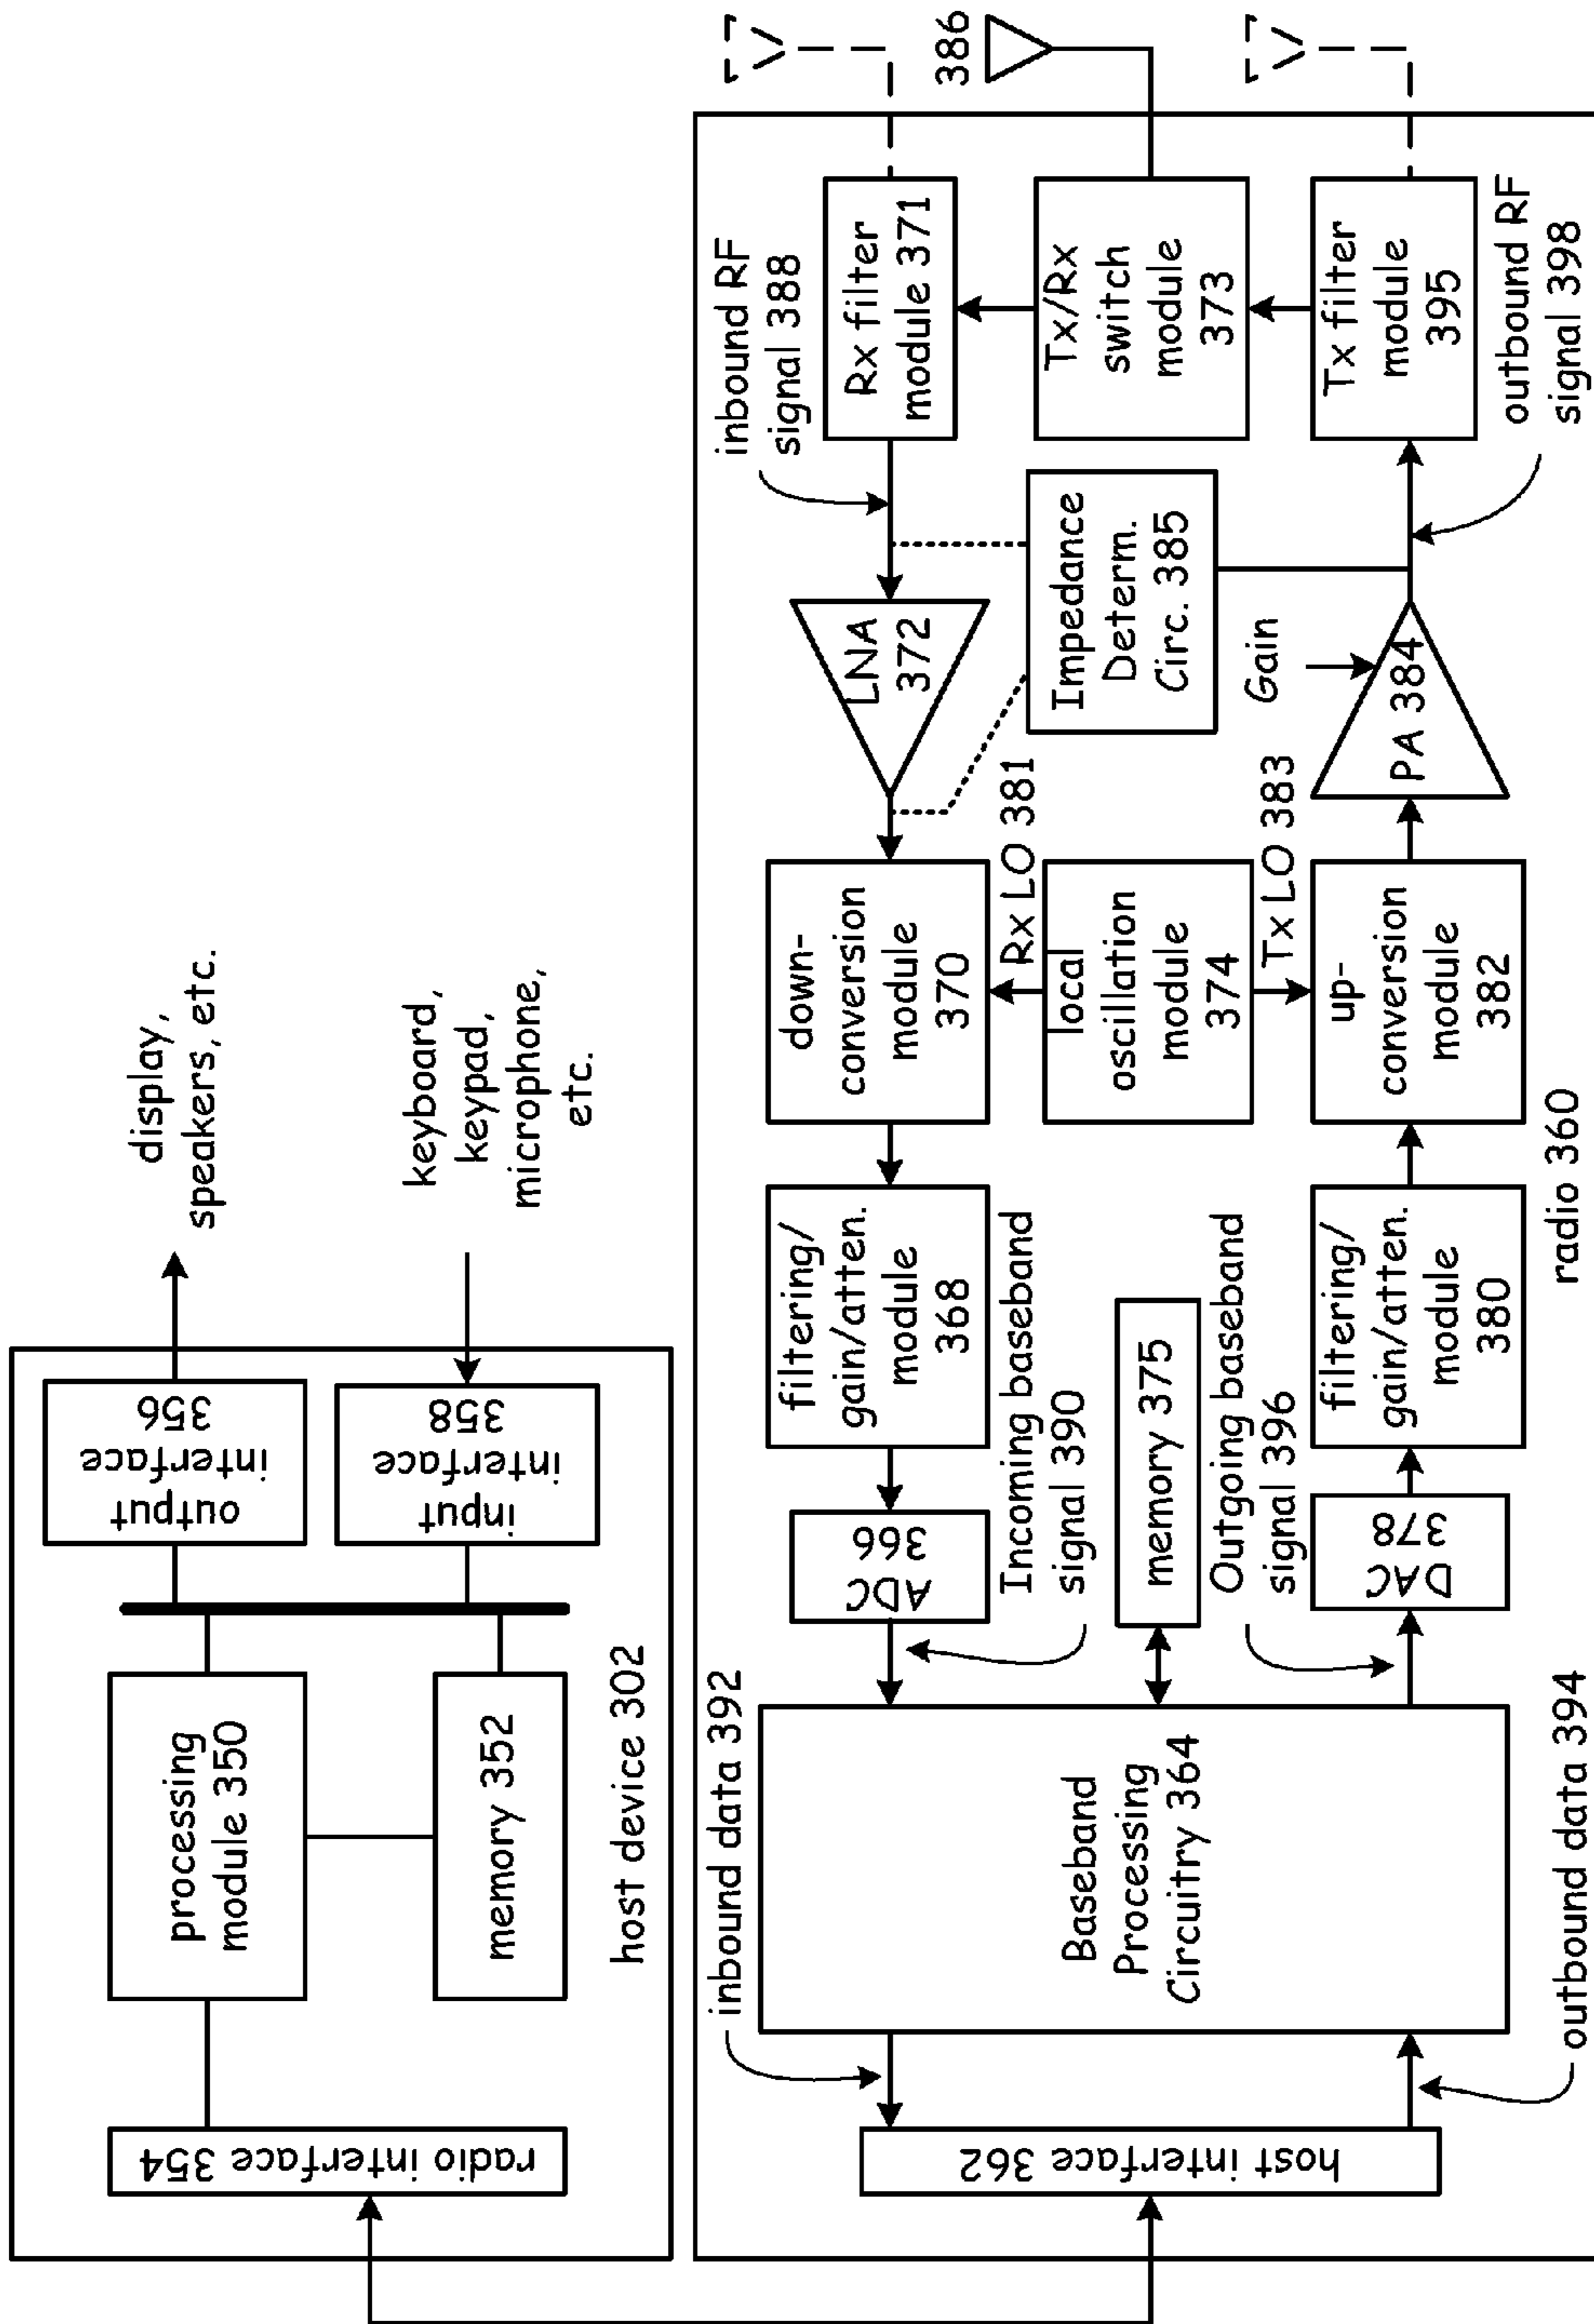 radio interface 354
processing
module 350
memory 352
output
interface
356
input
interface
358
display,
speakers, etc.
keyboard,
keypad,
microphone,
etc.
host device 302
host interface 362
inbound data 392
Baseband
Processing
Circuitry 364
outbound data 394
ADC
366
Incoming baseband
signal 390
memory 375
Outgoing baseband
signal 396
DAC
378
filtering/
gain/atten.
module
368
filtering/
gain/atten.
module
380
radio 360
down-
conversion
module
370
Rx LO 381
local
oscillation
module
374
Tx LO 383
up-
conversion
module
382
LNA
372
Impedance
Determ.
Circ. 385
Gain
PA 384
inbound RF
signal 388
Rx filter
module 371
Tx/Rx
switch
module
373
Tx filter
module
395
outbound RF
signal 398
386